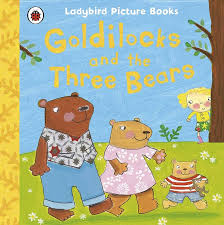 Ladybird Picture Books
Goldilocks
and the
Three Bears